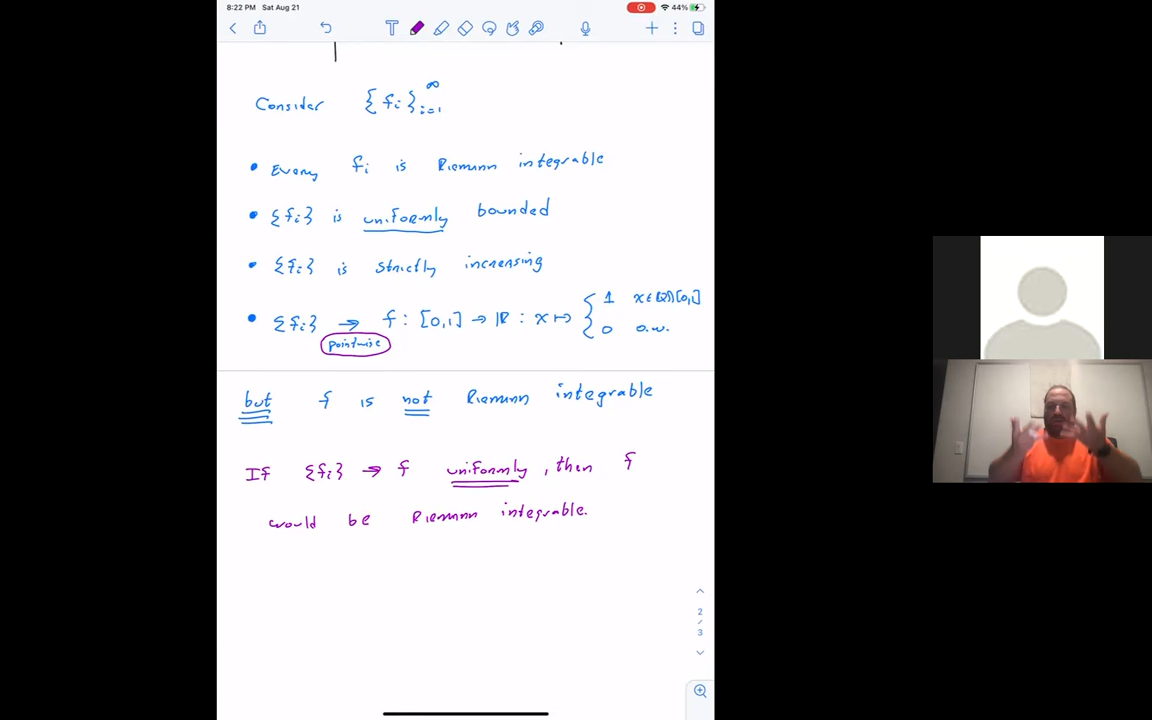 8:22 PM Sat Aug 21
44%
T
Consider {fi}∞i=1
• Every fi is Riemann integrable
• {fi} is uniformly bounded
• {fi} is strictly increasing
• {fi} → f : [0,1] → ℝ : x ↦ { 1 x∈ℚ∩[0,1]
pointwise 0 o.w.
but f is not Riemann integrable
If {fi} → f uniformly, then f
would be Riemann integrable.
2
/
3